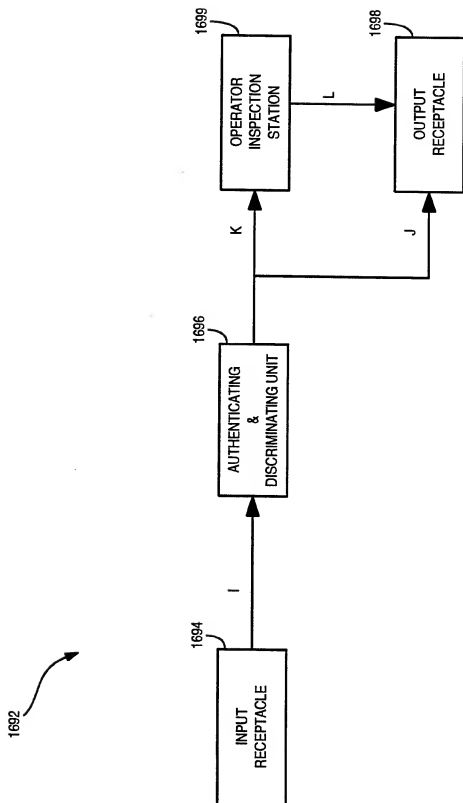 1692
1694
INPUT
RECEPTACLE
I
1696
AUTHENTICATING
&
DISCRIMINATING UNIT
K
J
1699
OPERATOR
INSPECTION
STATION
L
1698
OUTPUT
RECEPTACLE